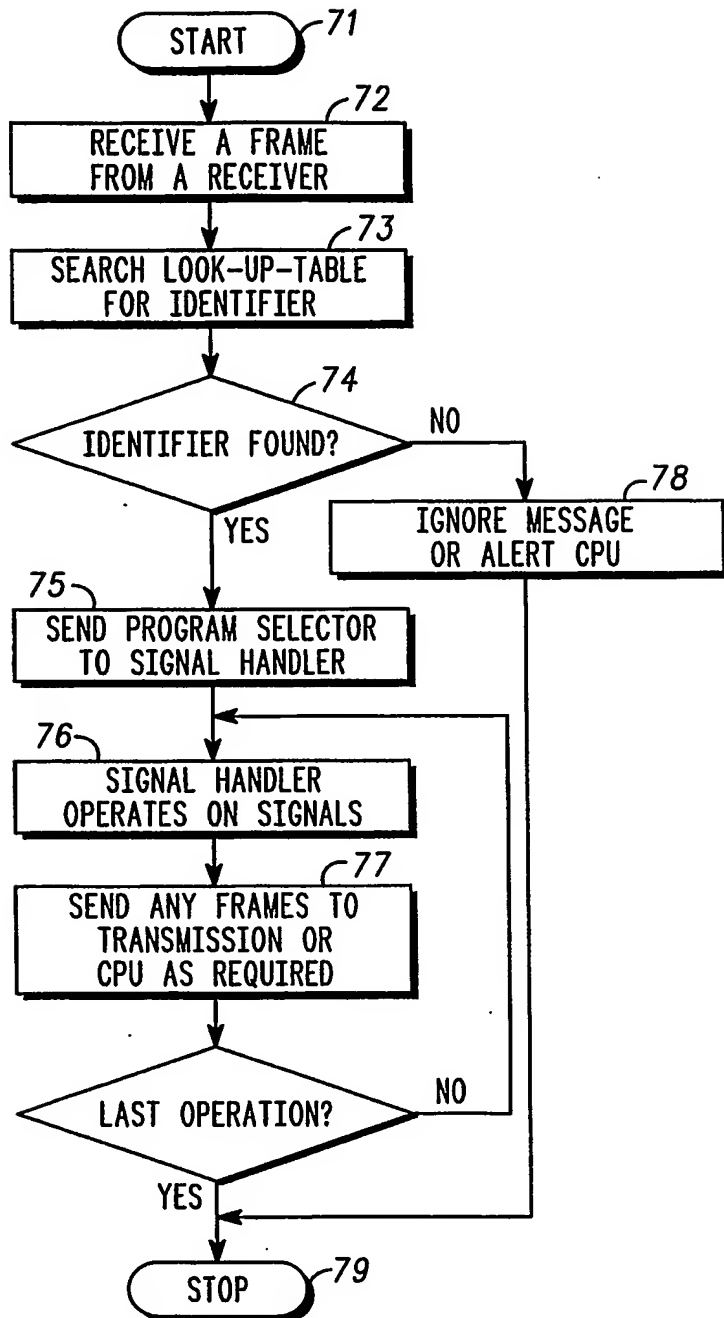 START
71
72
RECEIVE A FRAME
FROM A RECEIVER
73
SEARCH LOOK-UP-TABLE
FOR IDENTIFIER
74
IDENTIFIER FOUND?
NO
YES
78
IGNORE MESSAGE
OR ALERT CPU
75
SEND PROGRAM SELECTOR
TO SIGNAL HANDLER
76
SIGNAL HANDLER
OPERATES ON SIGNALS
77
SEND ANY FRAMES TO
TRANSMISSION OR
CPU AS REQUIRED
LAST OPERATION?
NO
YES
STOP
79